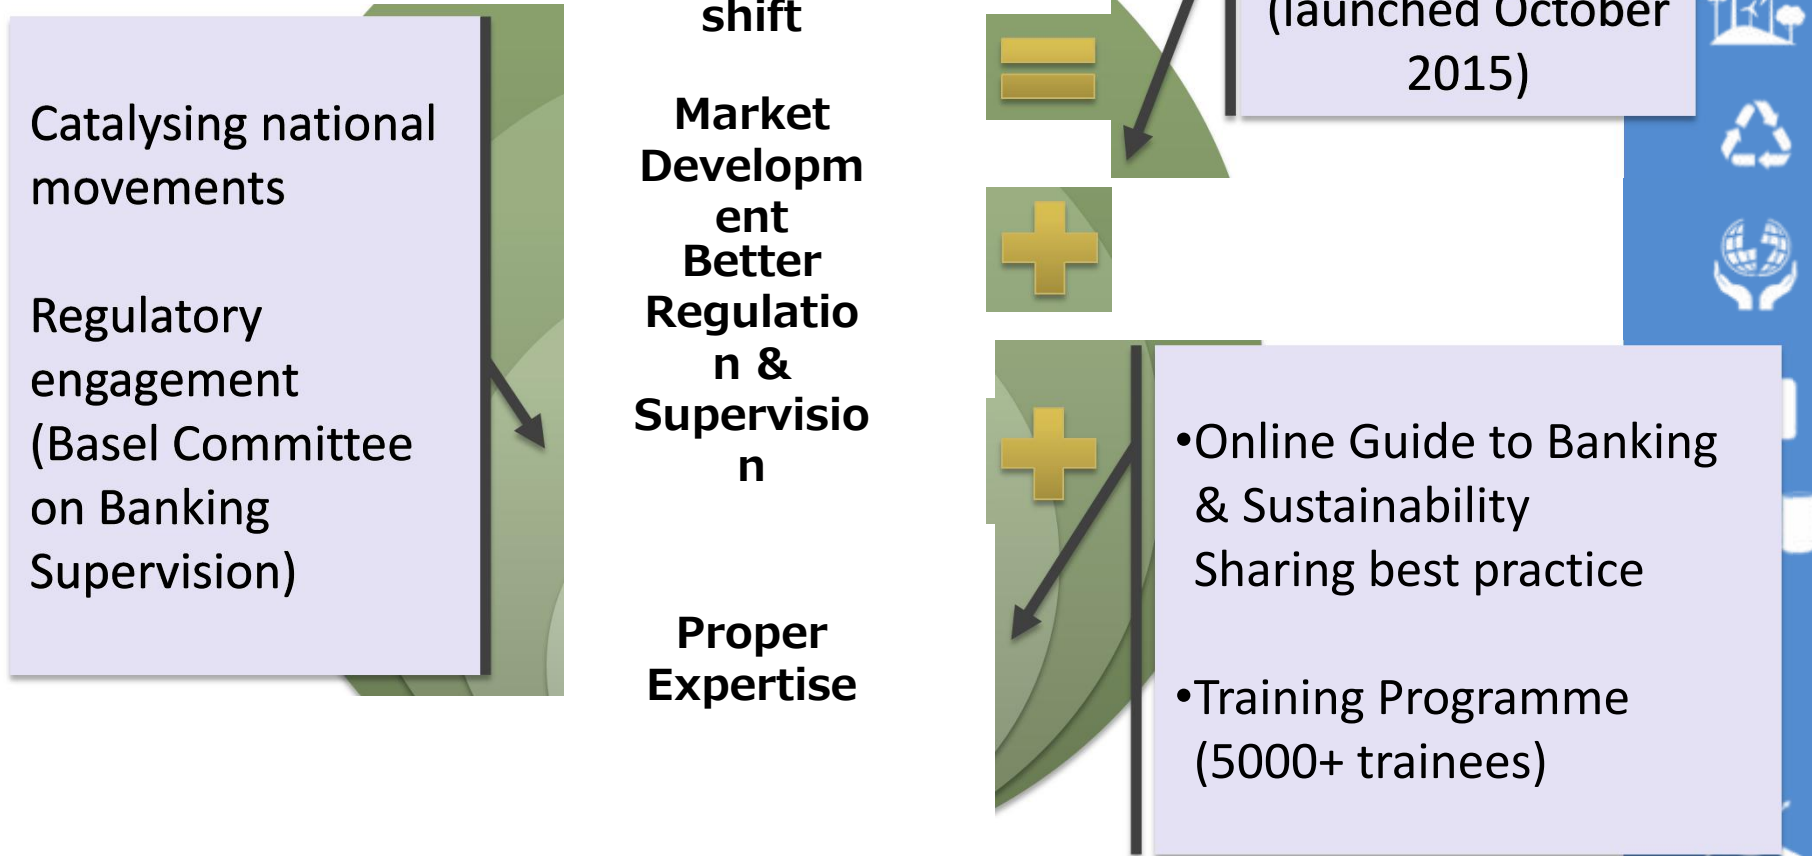 Catalysing national
movements
Regulatory
engagement
(Basel Committee
on Banking
Supervision)
shift
Market
Developm
ent
Better
Regulatio
n &
Supervisio
n
Proper
Expertise
(launched October
2015)
•Online Guide to Banking
& Sustainability
Sharing best practice
•Training Programme
(5000+ trainees)